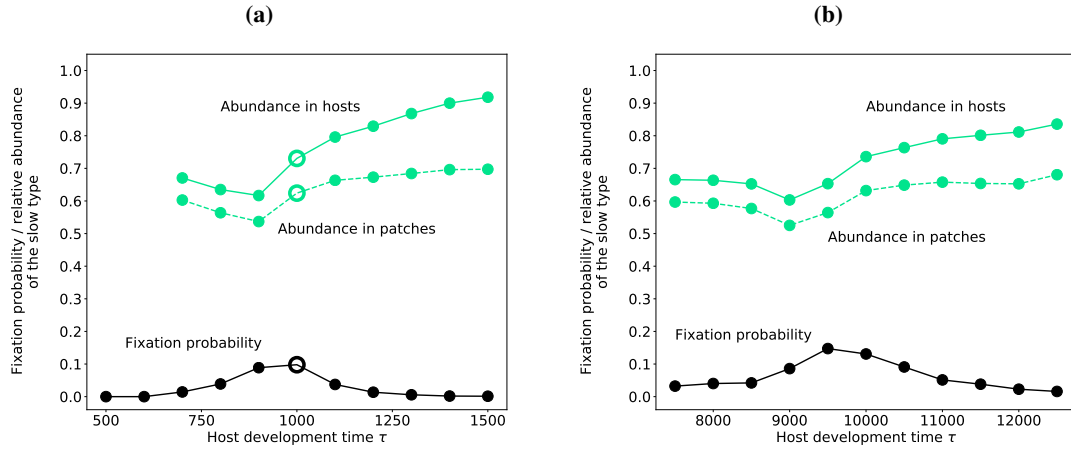 (a)
(b)
Fixation probability / relative abundance
of the slow type
1.0
0.9
0.8
0.7
0.6
0.5
0.4
0.3
0.2
0.1
0.0
Abundance in hosts
Abundance in patches
Fixation probability
500
750
1000
1250
1500
Host development time τ
Fixation probability / relative abundance
of the slow type
1.0
0.9
0.8
0.7
0.6
0.5
0.4
0.3
0.2
0.1
0.0
Abundance in hosts
Abundance in patches
Fixation probability
8000
9000
10000
11000
12000
Host development time τ